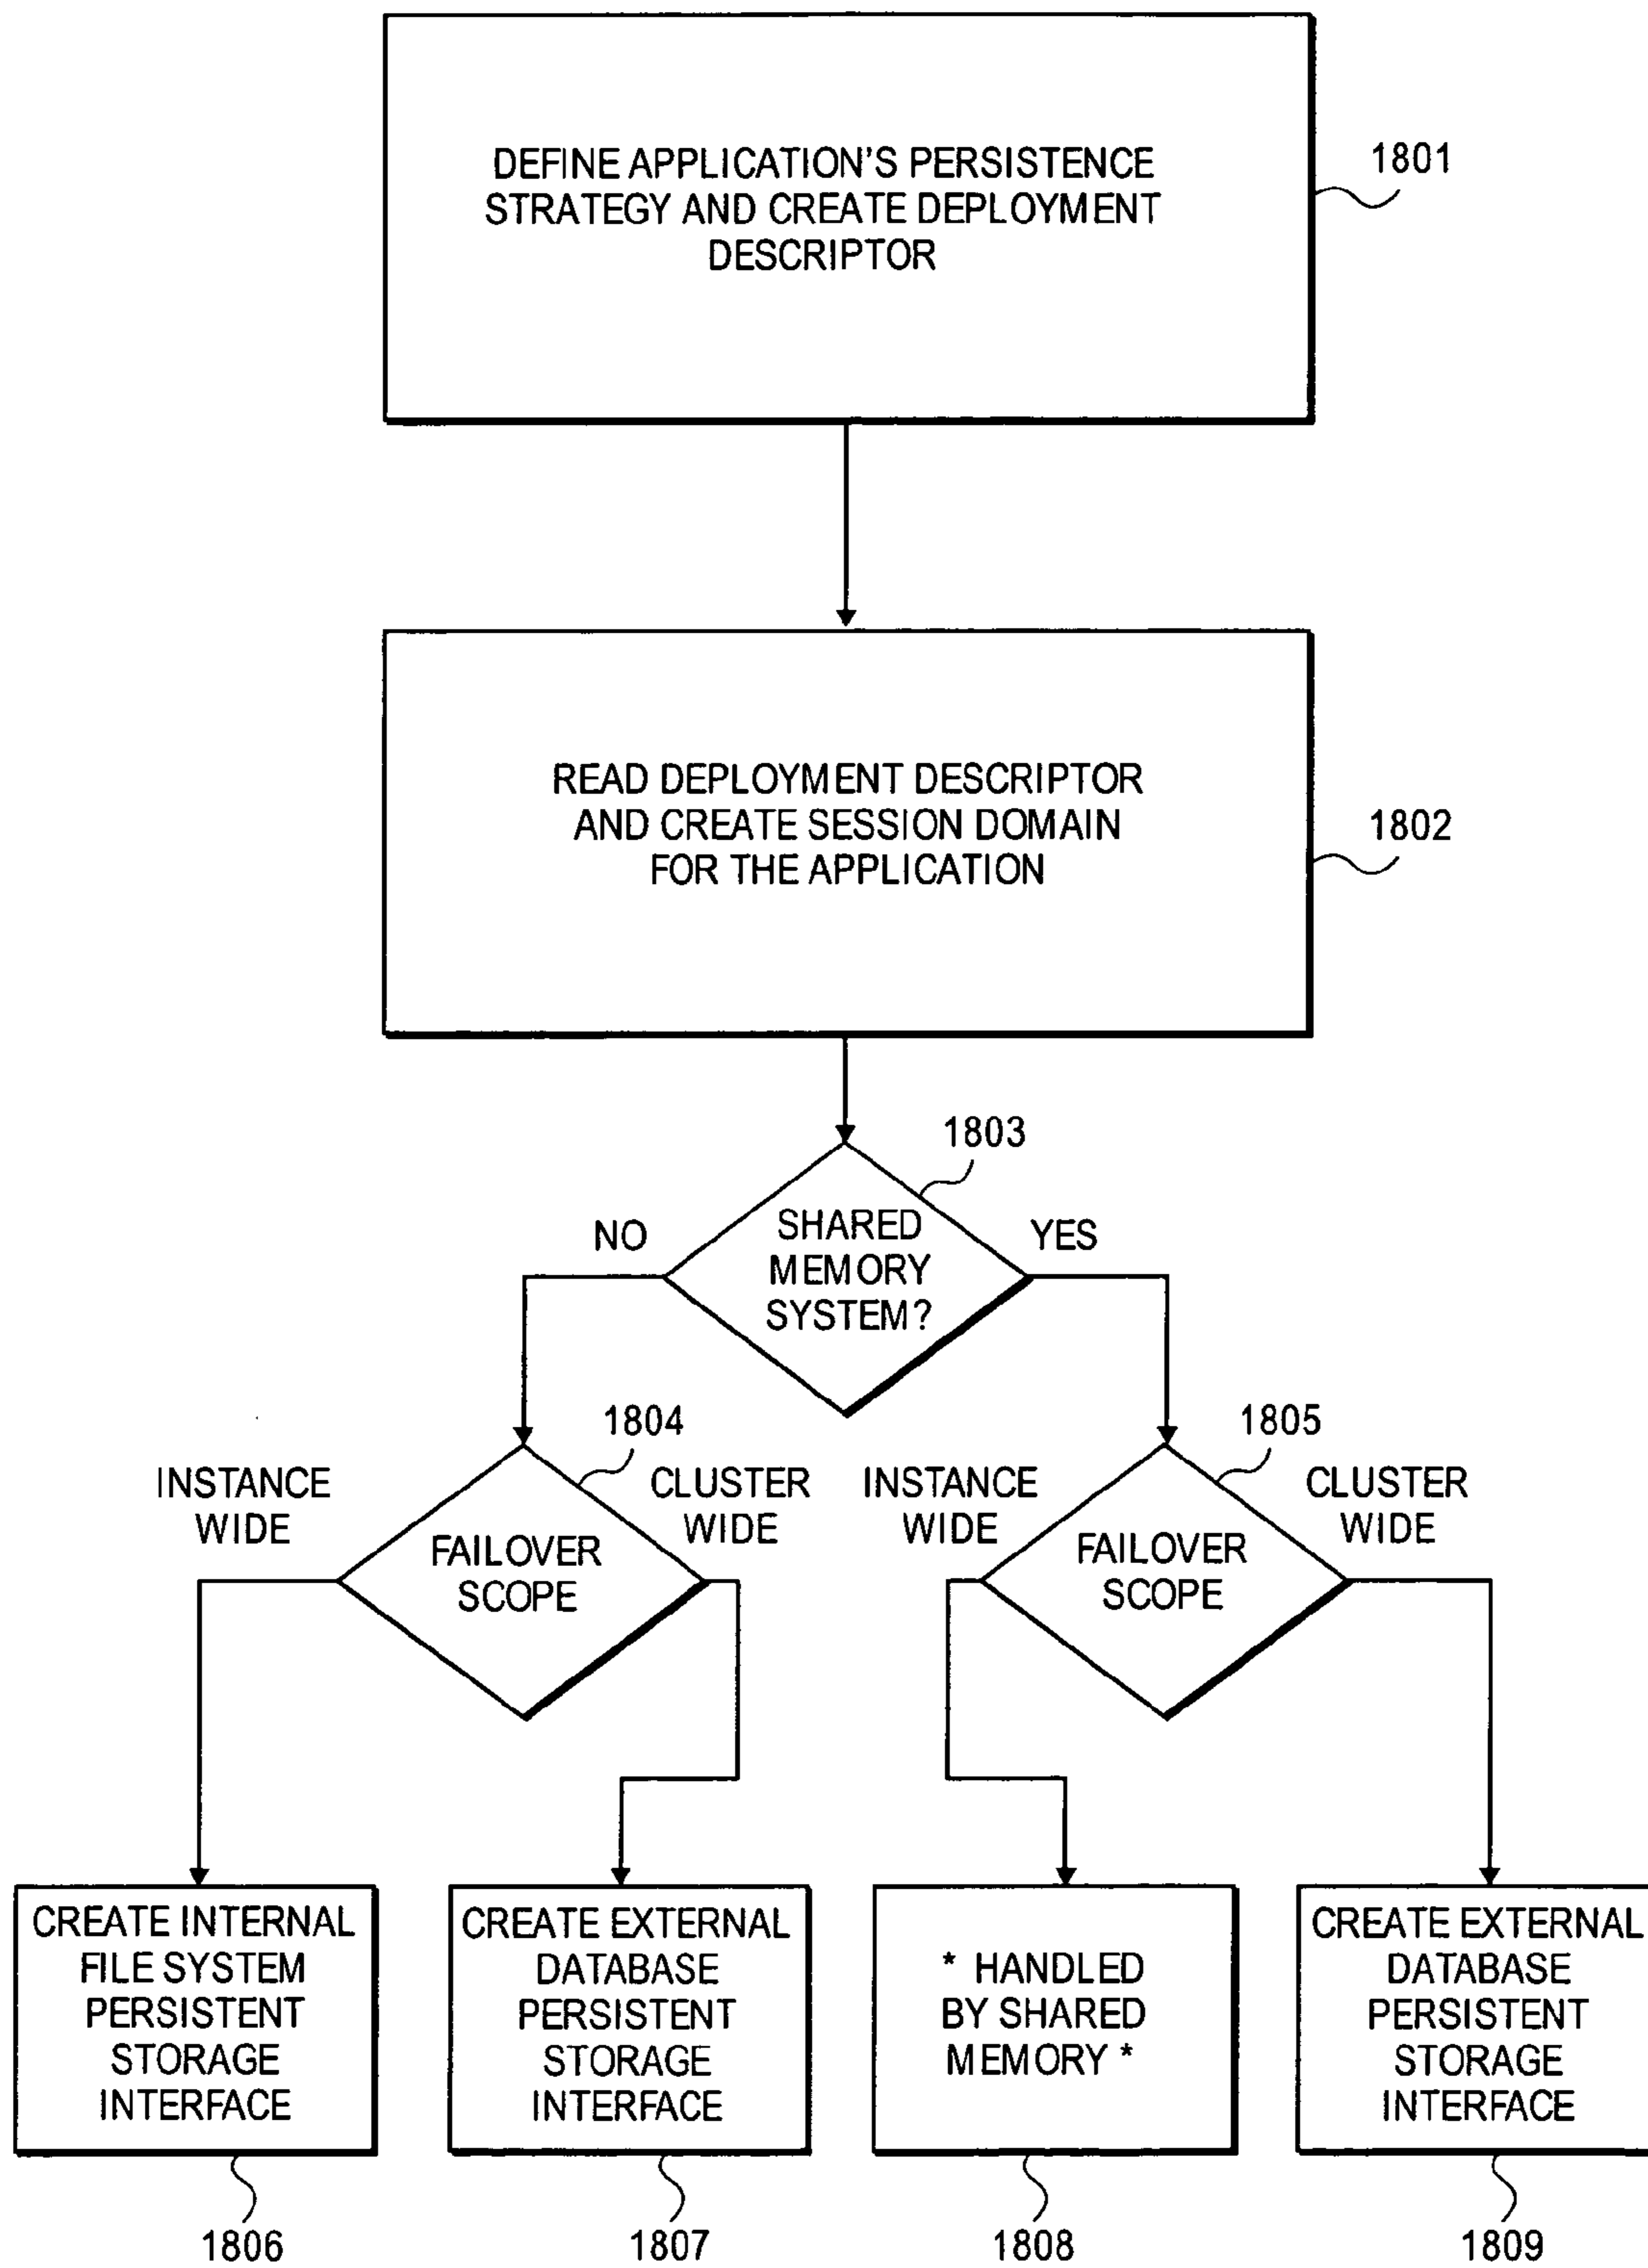 DEFINE APPLICATION'S PERSISTENCE
STRATEGY AND CREATE DEPLOYMENT
DESCRIPTOR
1801
READ DEPLOYMENT DESCRIPTOR
AND CREATE SESSION DOMAIN
FOR THE APPLICATION
1802
1803
NO
SHARED
MEMORY
SYSTEM?
YES
1804
INSTANCE
WIDE
FAILOVER
SCOPE
CLUSTER
WIDE
1805
INSTANCE
WIDE
FAILOVER
SCOPE
CLUSTER
WIDE
CREATE INTERNAL
FILE SYSTEM
PERSISTENT
STORAGE
INTERFACE
1806
CREATE EXTERNAL
DATABASE
PERSISTENT
STORAGE
INTERFACE
1807
* HANDLED
BY SHARED
MEMORY *
1808
CREATE EXTERNAL
DATABASE
PERSISTENT
STORAGE
INTERFACE
1809